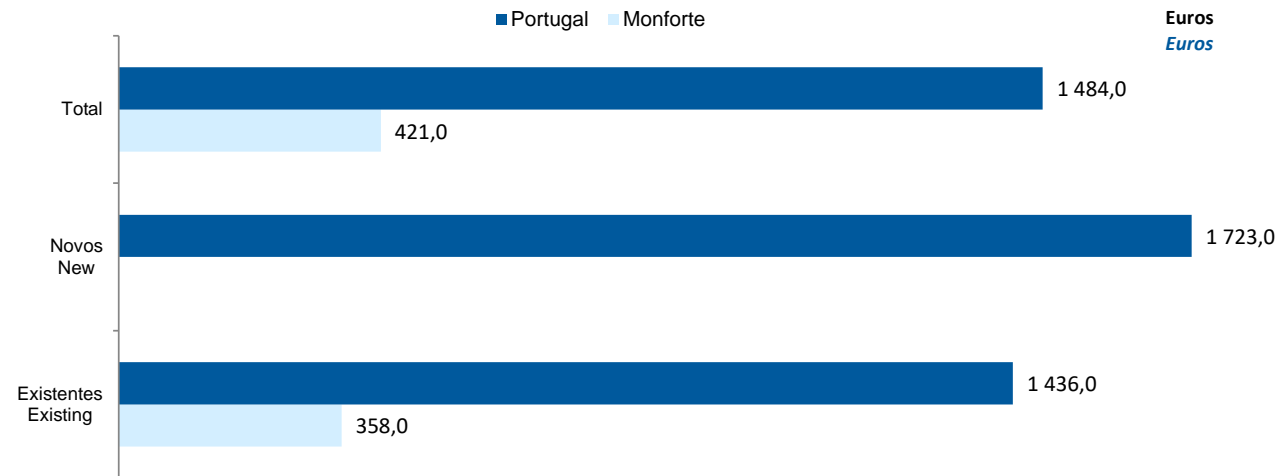 Portugal Monforte
Euros
Euros
Total
1 484,0
421,0
Novos
New
1 723,0
Existentes
Existing
1 436,0
358,0